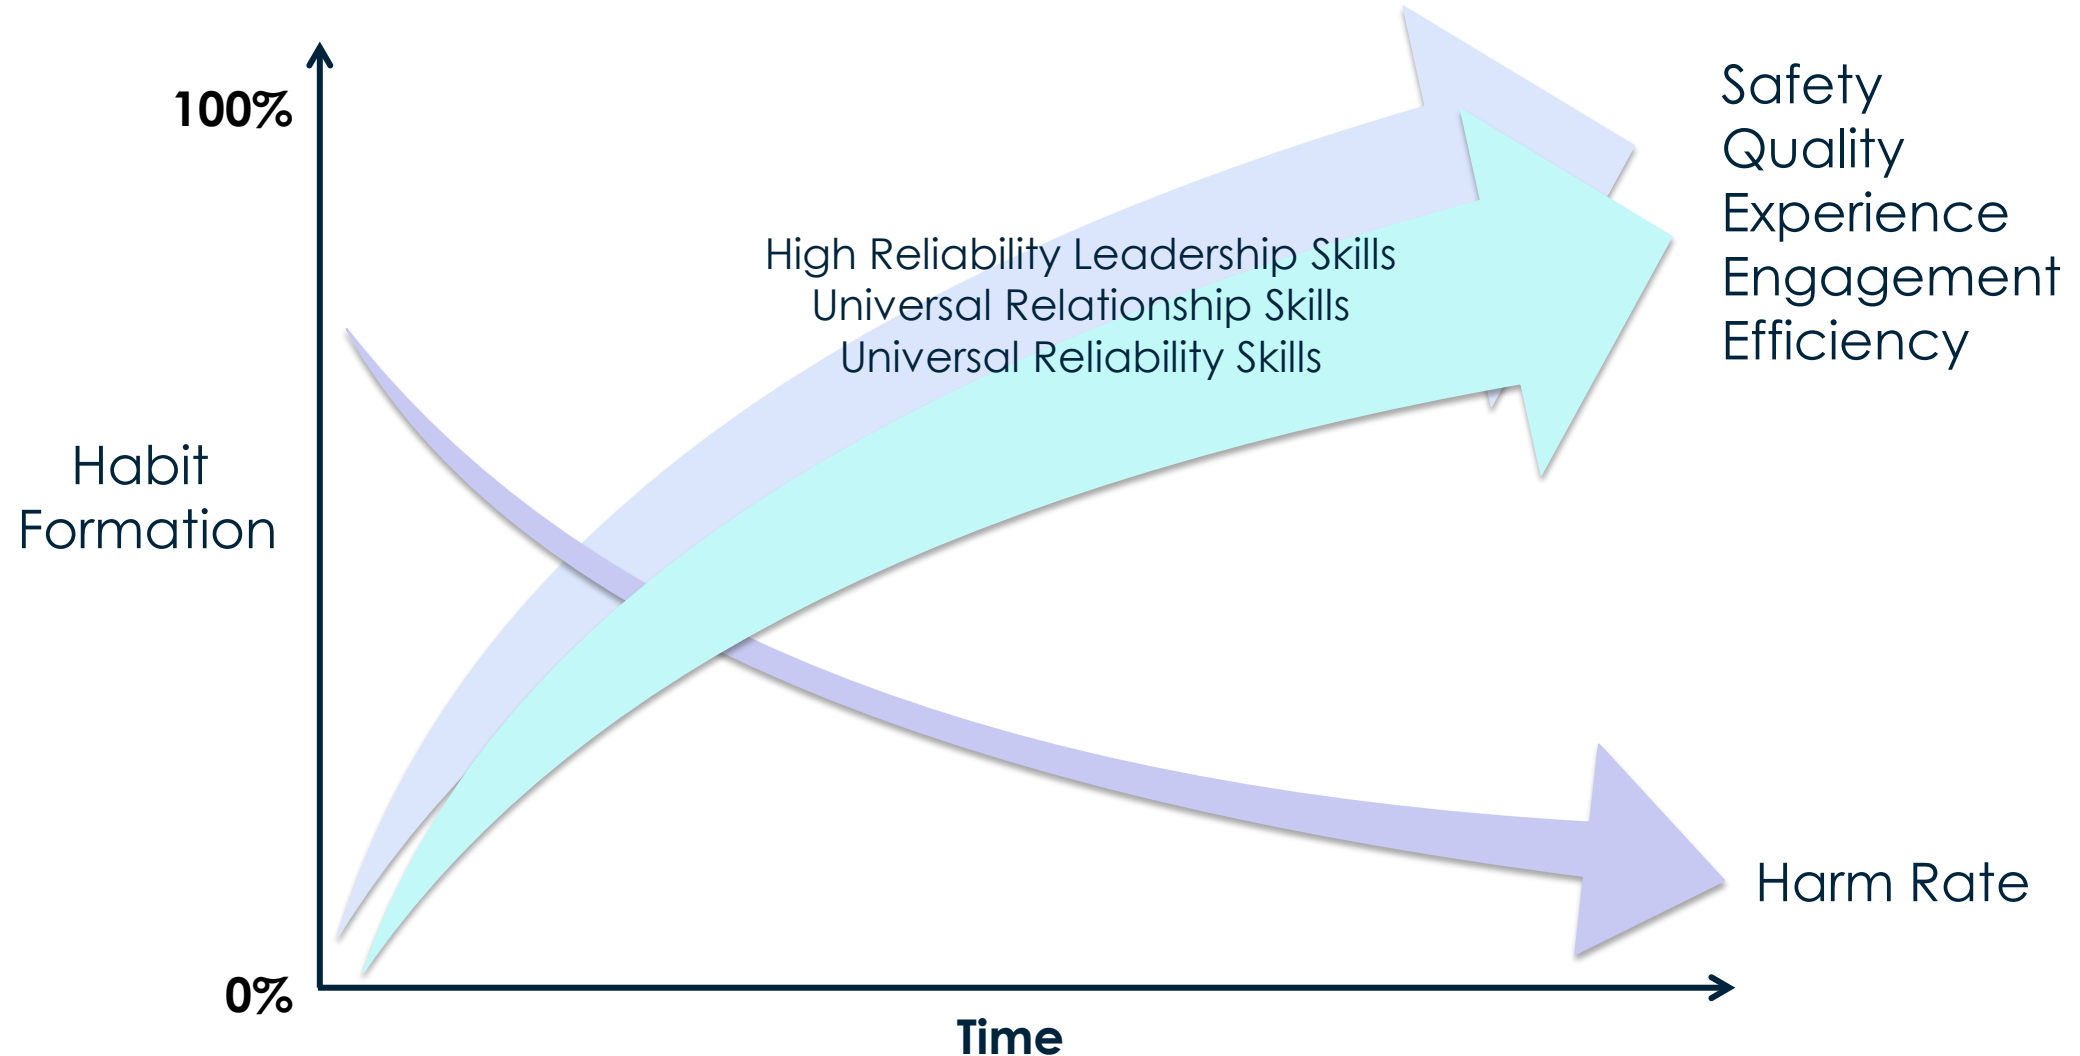 100%
Safety
Quality
Experience
Engagement
Efficiency
High Reliability Leadership Skills
Universal Relationship Skills
Universal Reliability Skills
Habit
Formation
Harm Rate
0%
Time